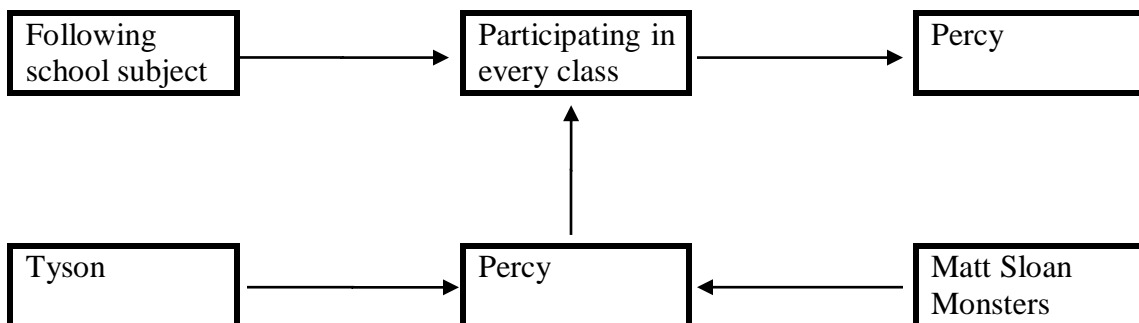 Following
school subject
Participating in
every class
Percy
Tyson
Percy
Matt Sloan
Monsters